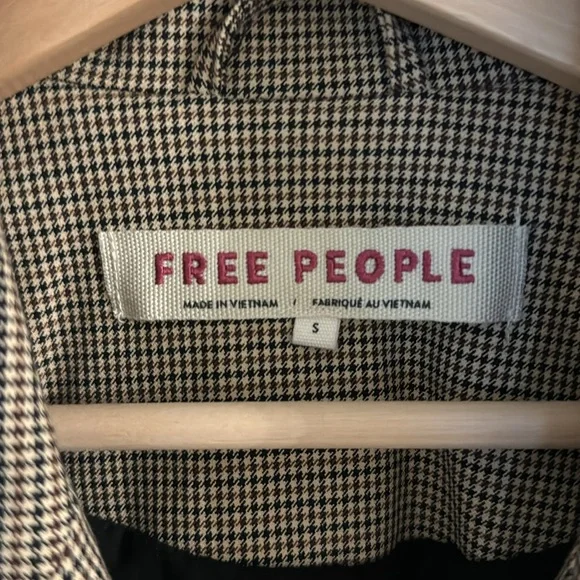 FREE PEOPLE
MADE IN VIETNAM / FABRIQUÉ AU VIETNAM
S